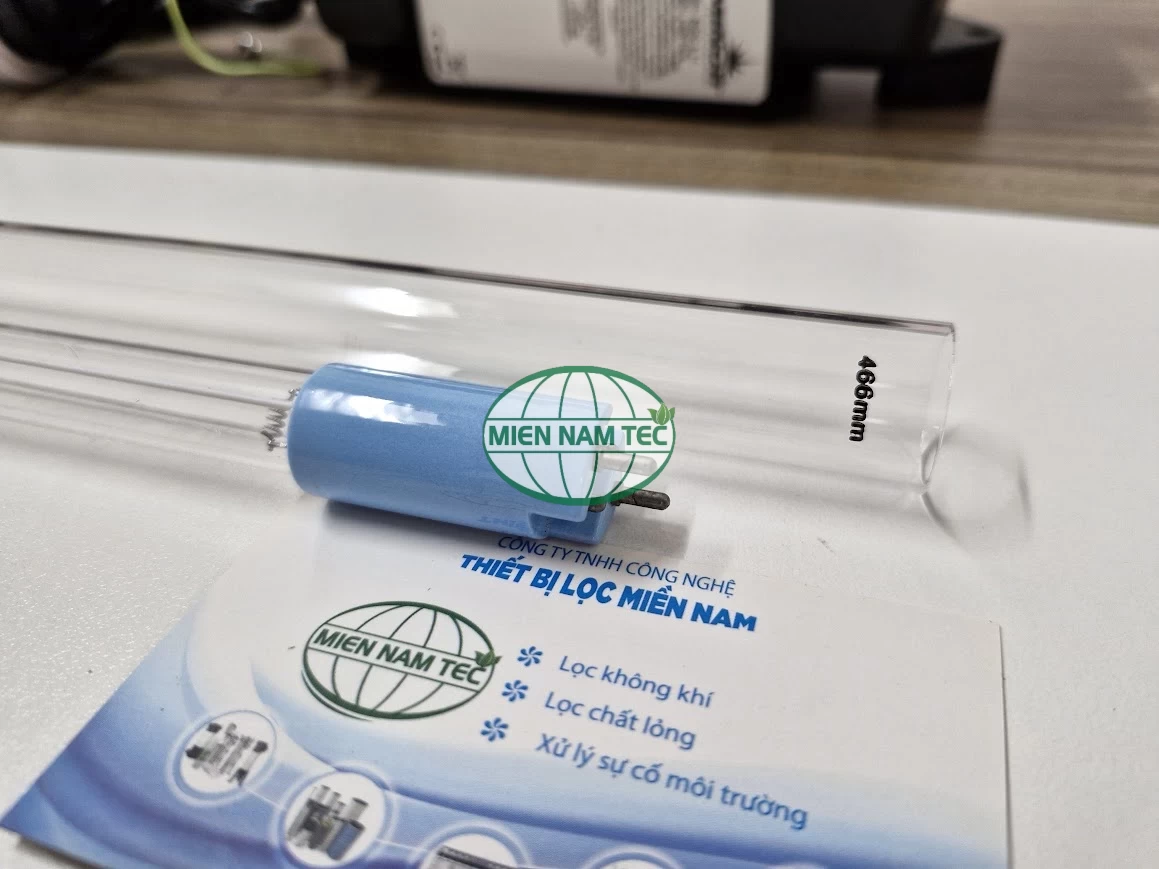 466mm
MIEN NAM TEC
CÔNG TY TNHH CÔNG NGHỆ
THIẾT BỊ LỌC MIỀN NAM
MIEN NAM TEC
Lọc không khí
Lọc chất lỏng
Xử lý sự cố môi trường